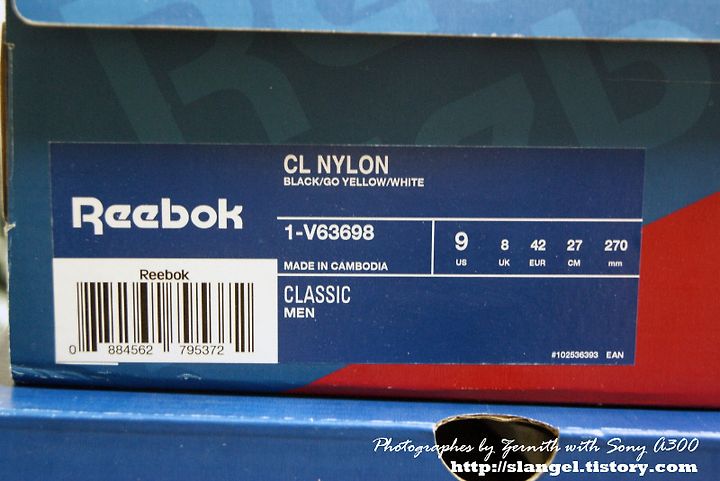 CL NYLON
BLACK/GO YELLOW/WHITE
Reebok
1-V63698
MADE IN CAMBODIA
9 8 42 27 270
US UK EUR CM mm
Reebok
0 884562 795372
CLASSIC
MEN
#102536393 EAN
Photographes by Zernith with Sony A300
http://slangel.tistory.com